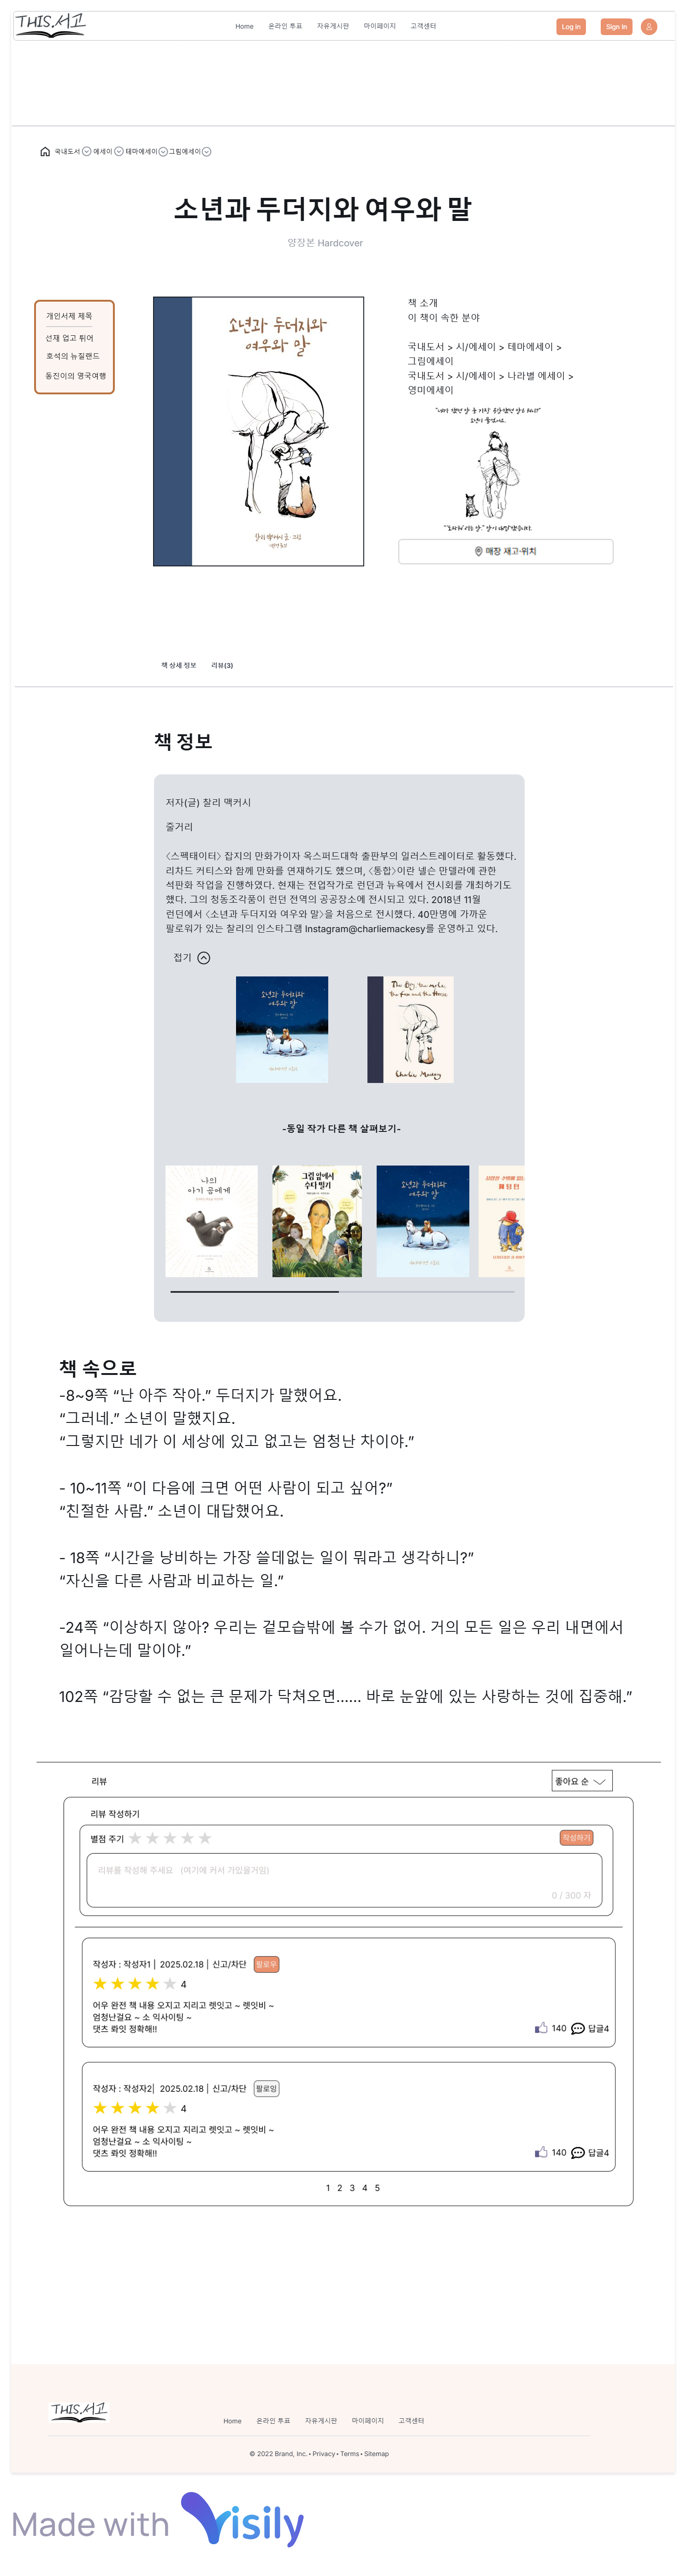 THIS.서고
Home 온라인 투표 자유게시판 마이페이지 고객센터
Log In Sign In
국내도서 에세이 테마에세이 그림에세이
소년과 두더지와 여우와 말
양장본 Hardcover
개인서재 제목
선재 업고 튀어
호석의 뉴질랜드
동진이의 영국여행
소년과 두더지와
여우와 말
찰리 맥커시 글·그림
책 소개
이 책이 속한 분야
국내도서 > 시/에세이 > 테마에세이 >
그림에세이
국내도서 > 시/에세이 > 나라별 에세이 >
영미에세이
소년이 물었어요.
매장 재고·위치
책 상세 정보 리뷰(3)
책 정보
저자(글) 찰리 맥커시
줄거리
〈스펙태이터〉 잡지의 만화가이자 옥스퍼드대학 출판부의 일러스트레이터로 활동했다.
리차드 커티스와 함께 만화를 연재하기도 했으며, 〈통합〉이란 넬슨 만델라에 관한
석판화 작업을 진행하였다. 현재는 전업작가로 런던과 뉴욕에서 전시회를 개최하기도
했다. 그의 청동조각품이 런던 전역의 공공장소에 전시되고 있다. 2018년 11월
런던에서 〈소년과 두더지와 여우와 말〉을 처음으로 전시했다. 40만명에 가까운
팔로워가 있는 찰리의 인스타그램 Instagram@charliemackesy를 운영하고 있다.
접기
소년과 두더지와
여우와 말
The Boy, the mole,
the fox and the Horse
Charlie Mackesy
-동일 작가 다른 책 살펴보기-
나의
아기 곰에게
그림 앞에서
수다 떨기
소년과 두더지와
여우와 말
패딩턴
책 속으로
-8~9쪽 “난 아주 작아.” 두더지가 말했어요.
“그러네.” 소년이 말했지요.
“그렇지만 네가 이 세상에 있고 없고는 엄청난 차이야.”
- 10~11쪽 “이 다음에 크면 어떤 사람이 되고 싶어?”
“친절한 사람.” 소년이 대답했어요.
- 18쪽 “시간을 낭비하는 가장 쓸데없는 일이 뭐라고 생각하니?”
“자신을 다른 사람과 비교하는 일.”
-24쪽 “이상하지 않아? 우리는 겉모습밖에 볼 수가 없어. 거의 모든 일은 우리 내면에서
일어나는데 말이야.”
102쪽 “감당할 수 없는 큰 문제가 닥쳐오면…… 바로 눈앞에 있는 사랑하는 것에 집중해.”
리뷰 좋아요 순
리뷰 작성하기
별점 주기 작성하기
리뷰를 작성해 주세요 (여기에 커서 가있을거임)
0 / 300 자
작성자 : 작성자1 | 2025.02.18 | 신고/차단 팔로우
4
어우 완전 책 내용 오지고 지리고 렛잇고 ~ 렛잇비 ~
엄청난걸요 ~ 소 익사이팅 ~
댓츠 롸잇 정확해!!
140 답글4
작성자 : 작성자2| 2025.02.18 | 신고/차단 팔로잉
4
어우 완전 책 내용 오지고 지리고 렛잇고 ~ 렛잇비 ~
엄청난걸요 ~ 소 익사이팅 ~
댓츠 롸잇 정확해!!
140 답글4
1 2 3 4 5
THIS.서고
Home 온라인 투표 자유게시판 마이페이지 고객센터
© 2022 Brand, Inc. • Privacy • Terms • Sitemap
Made with Visily